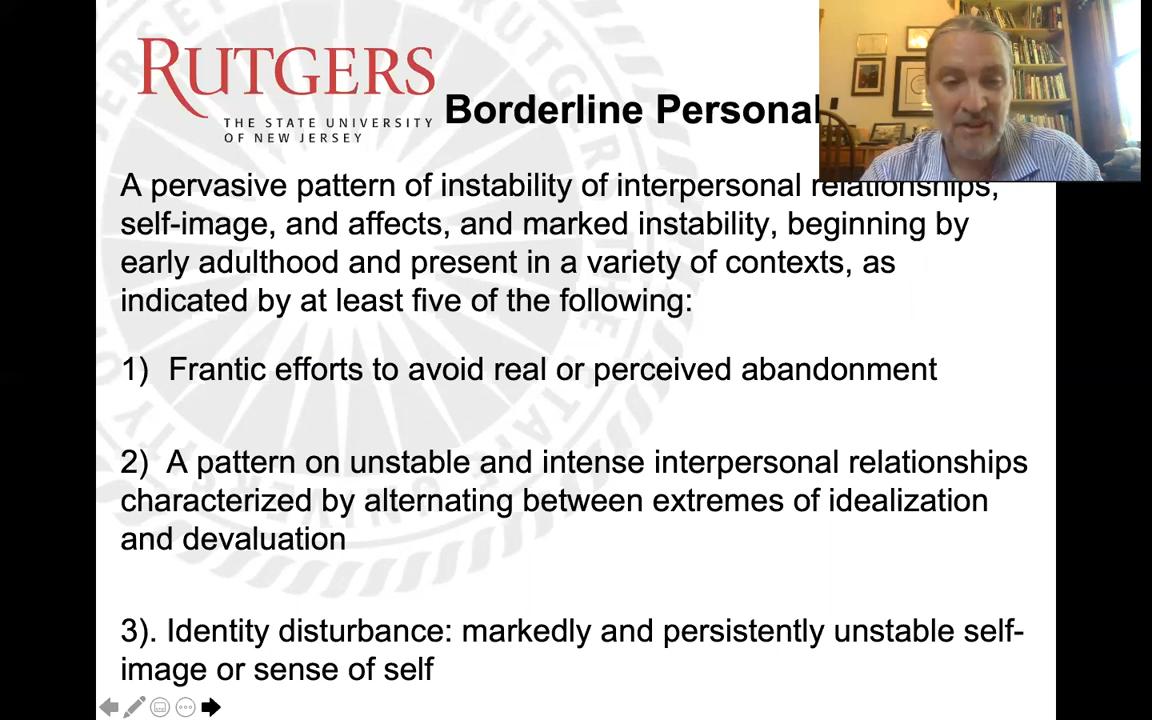 RUTGERS
THE STATE UNIVERSITY
OF NEW JERSEY
Borderline Personal
A pervasive pattern of instability of interpersonal relationships,
self-image, and affects, and marked instability, beginning by
early adulthood and present in a variety of contexts, as
indicated by at least five of the following:
1) Frantic efforts to avoid real or perceived abandonment
2) A pattern on unstable and intense interpersonal relationships
characterized by alternating between extremes of idealization
and devaluation
3). Identity disturbance: markedly and persistently unstable self-
image or sense of self